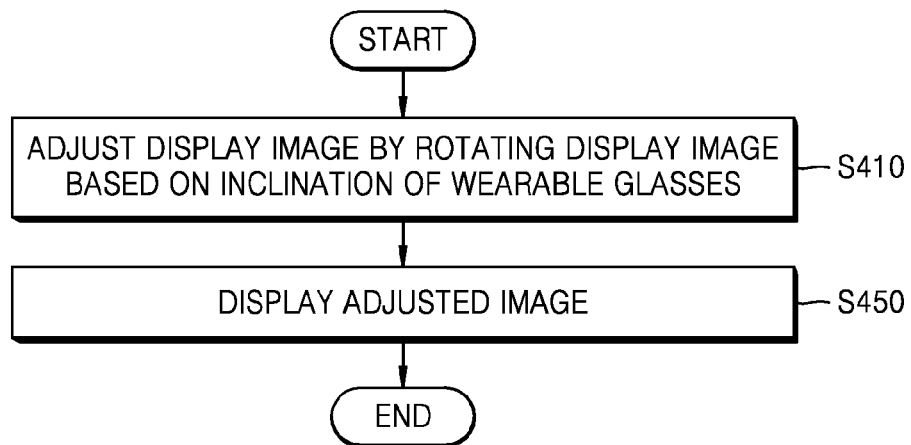 START
ADJUST DISPLAY IMAGE BY ROTATING DISPLAY IMAGE
BASED ON INCLINATION OF WEARABLE GLASSES
S410
DISPLAY ADJUSTED IMAGE
S450
END